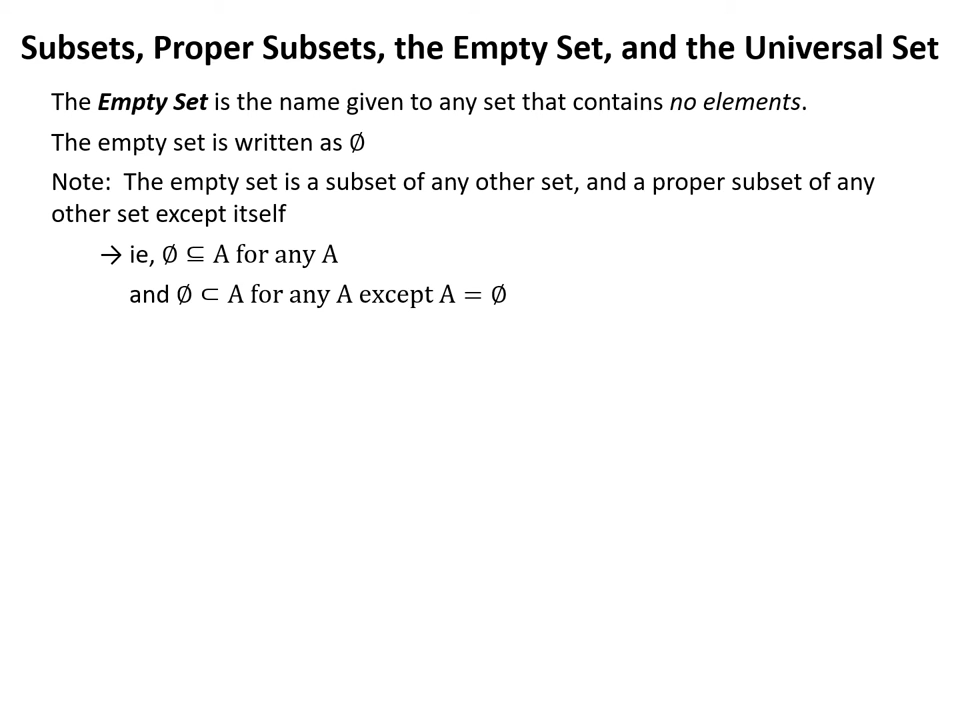 Subsets, Proper Subsets, the Empty Set, and the Universal Set
The Empty Set is the name given to any set that contains no elements.
The empty set is written as ∅
Note:  The empty set is a subset of any other set, and a proper subset of any
other set except itself
→ ie, ∅ ⊆ A for any A
and ∅ ⊂ A for any A except A = ∅